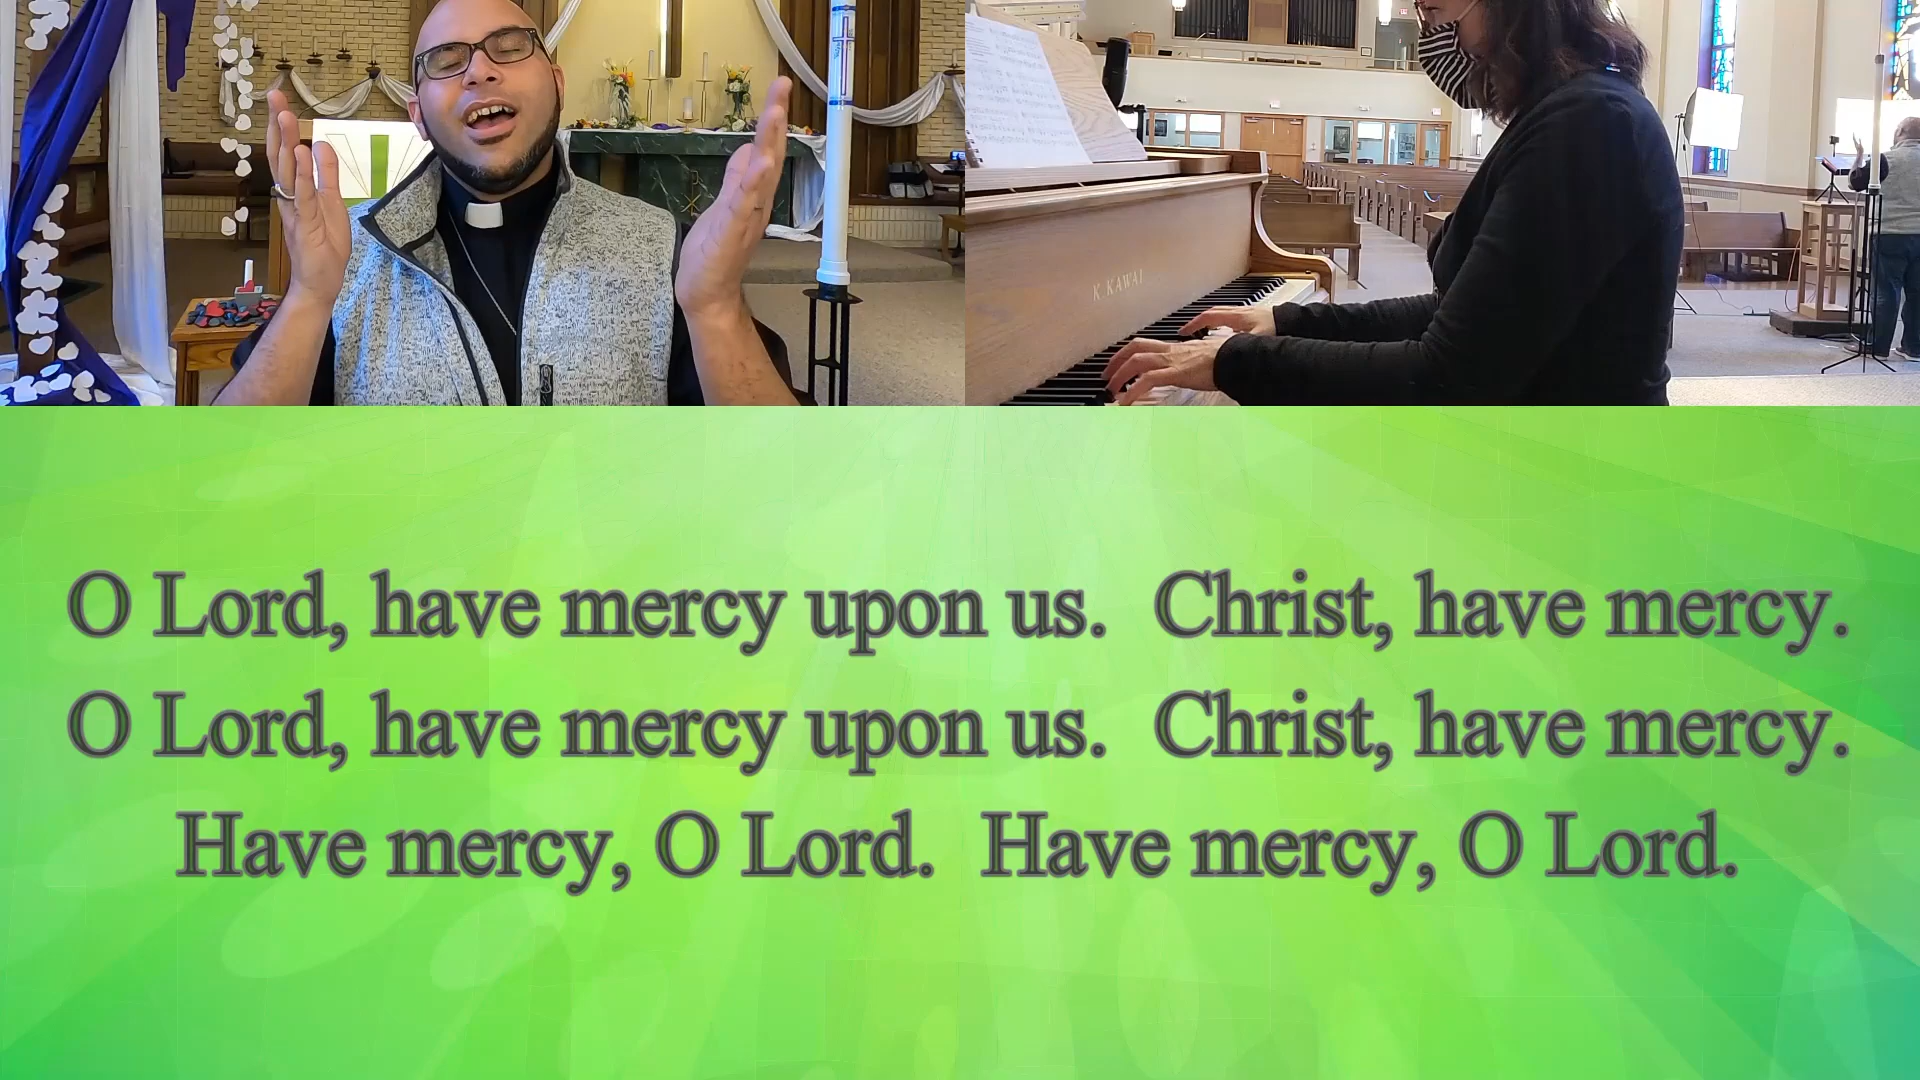 K. KAWAI
O Lord, have mercy upon us. Christ, have mercy.
O Lord, have mercy upon us. Christ, have mercy.
Have mercy, O Lord. Have mercy, O Lord.